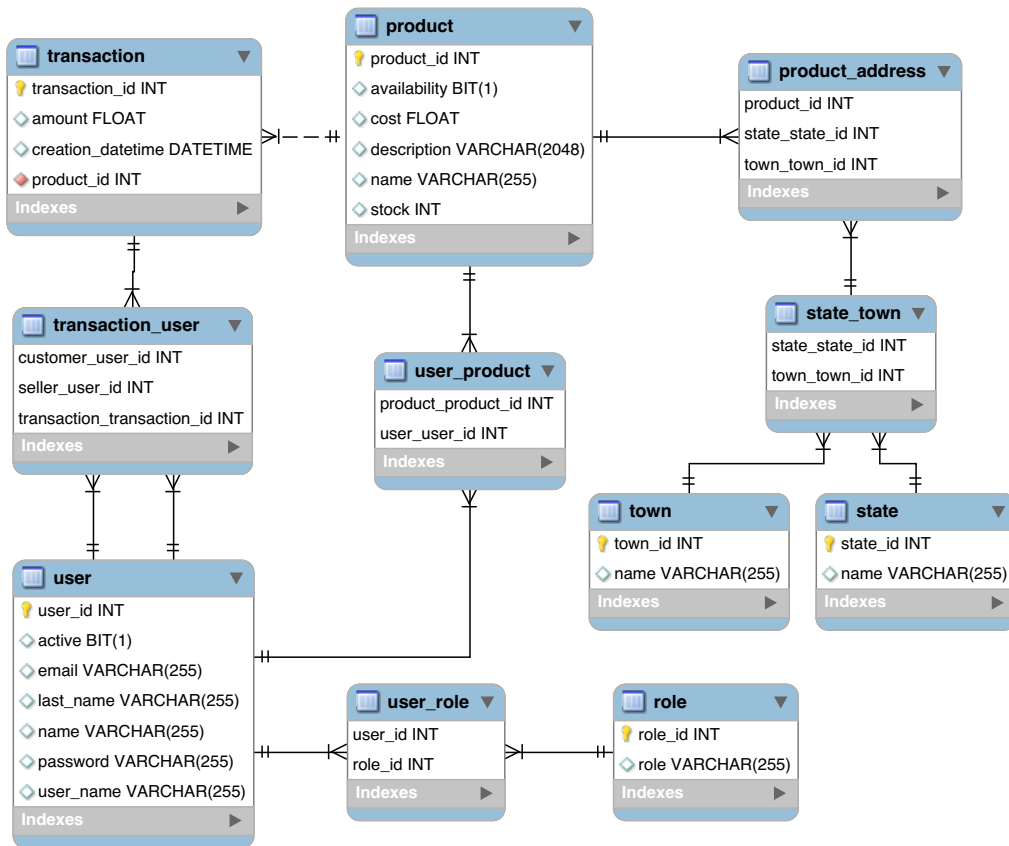 transaction
transaction_id INT
amount FLOAT
creation_datetime DATETIME
product_id INT
Indexes
product
product_id INT
availability BIT(1)
cost FLOAT
description VARCHAR(2048)
name VARCHAR(255)
stock INT
Indexes
product_address
product_id INT
state_state_id INT
town_town_id INT
Indexes
transaction_user
customer_user_id INT
seller_user_id INT
transaction_transaction_id INT
Indexes
user_product
product_product_id INT
user_user_id INT
Indexes
state_town
state_state_id INT
town_town_id INT
Indexes
town
town_id INT
name VARCHAR(255)
Indexes
state
state_id INT
name VARCHAR(255)
Indexes
user
user_id INT
active BIT(1)
email VARCHAR(255)
last_name VARCHAR(255)
name VARCHAR(255)
password VARCHAR(255)
user_name VARCHAR(255)
Indexes
user_role
user_id INT
role_id INT
Indexes
role
role_id INT
role VARCHAR(255)
Indexes